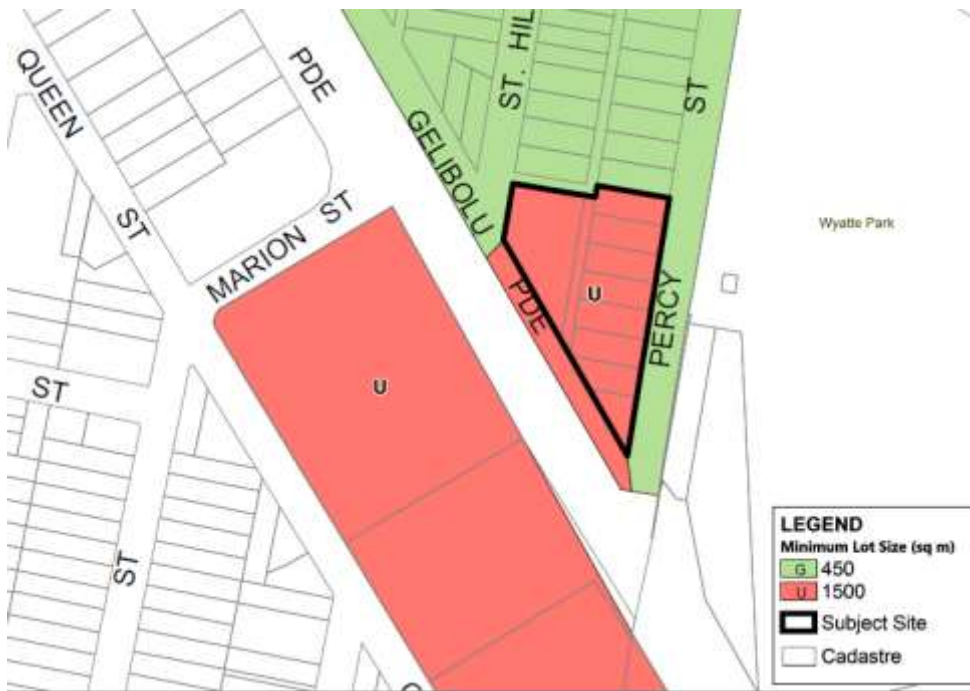 QUEEN
ST
PDE
MARION ST
GELIBOLU
PDE
ST. HIL
ST
PERCY
Wyatte Park
U
U
ST
ST
LEGEND
Minimum Lot Size (sq m)
G 450
U 1500
Subject Site
Cadastre